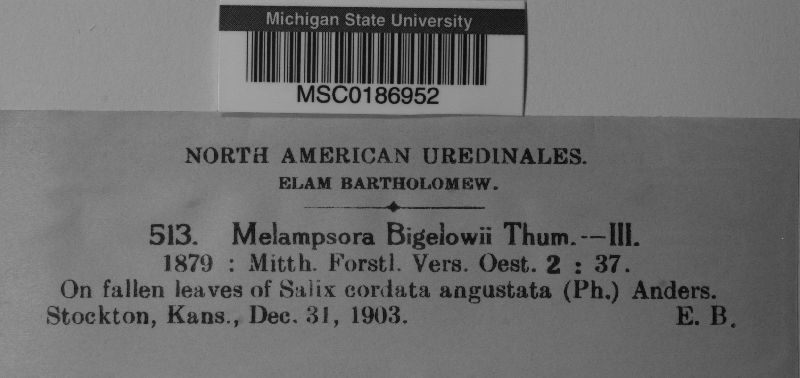 Michigan State University
MSC0186952
NORTH AMERICAN UREDINALES.
ELAM BARTHOLOMEW.
513. Melampsora Bigelowii Thum.--III.
1879 : Mitth. Forstl. Vers. Oest. 2 : 37.
On fallen leaves of Salix cordata angustata (Ph.) Anders.
Stockton, Kans., Dec. 31, 1903. E. B.